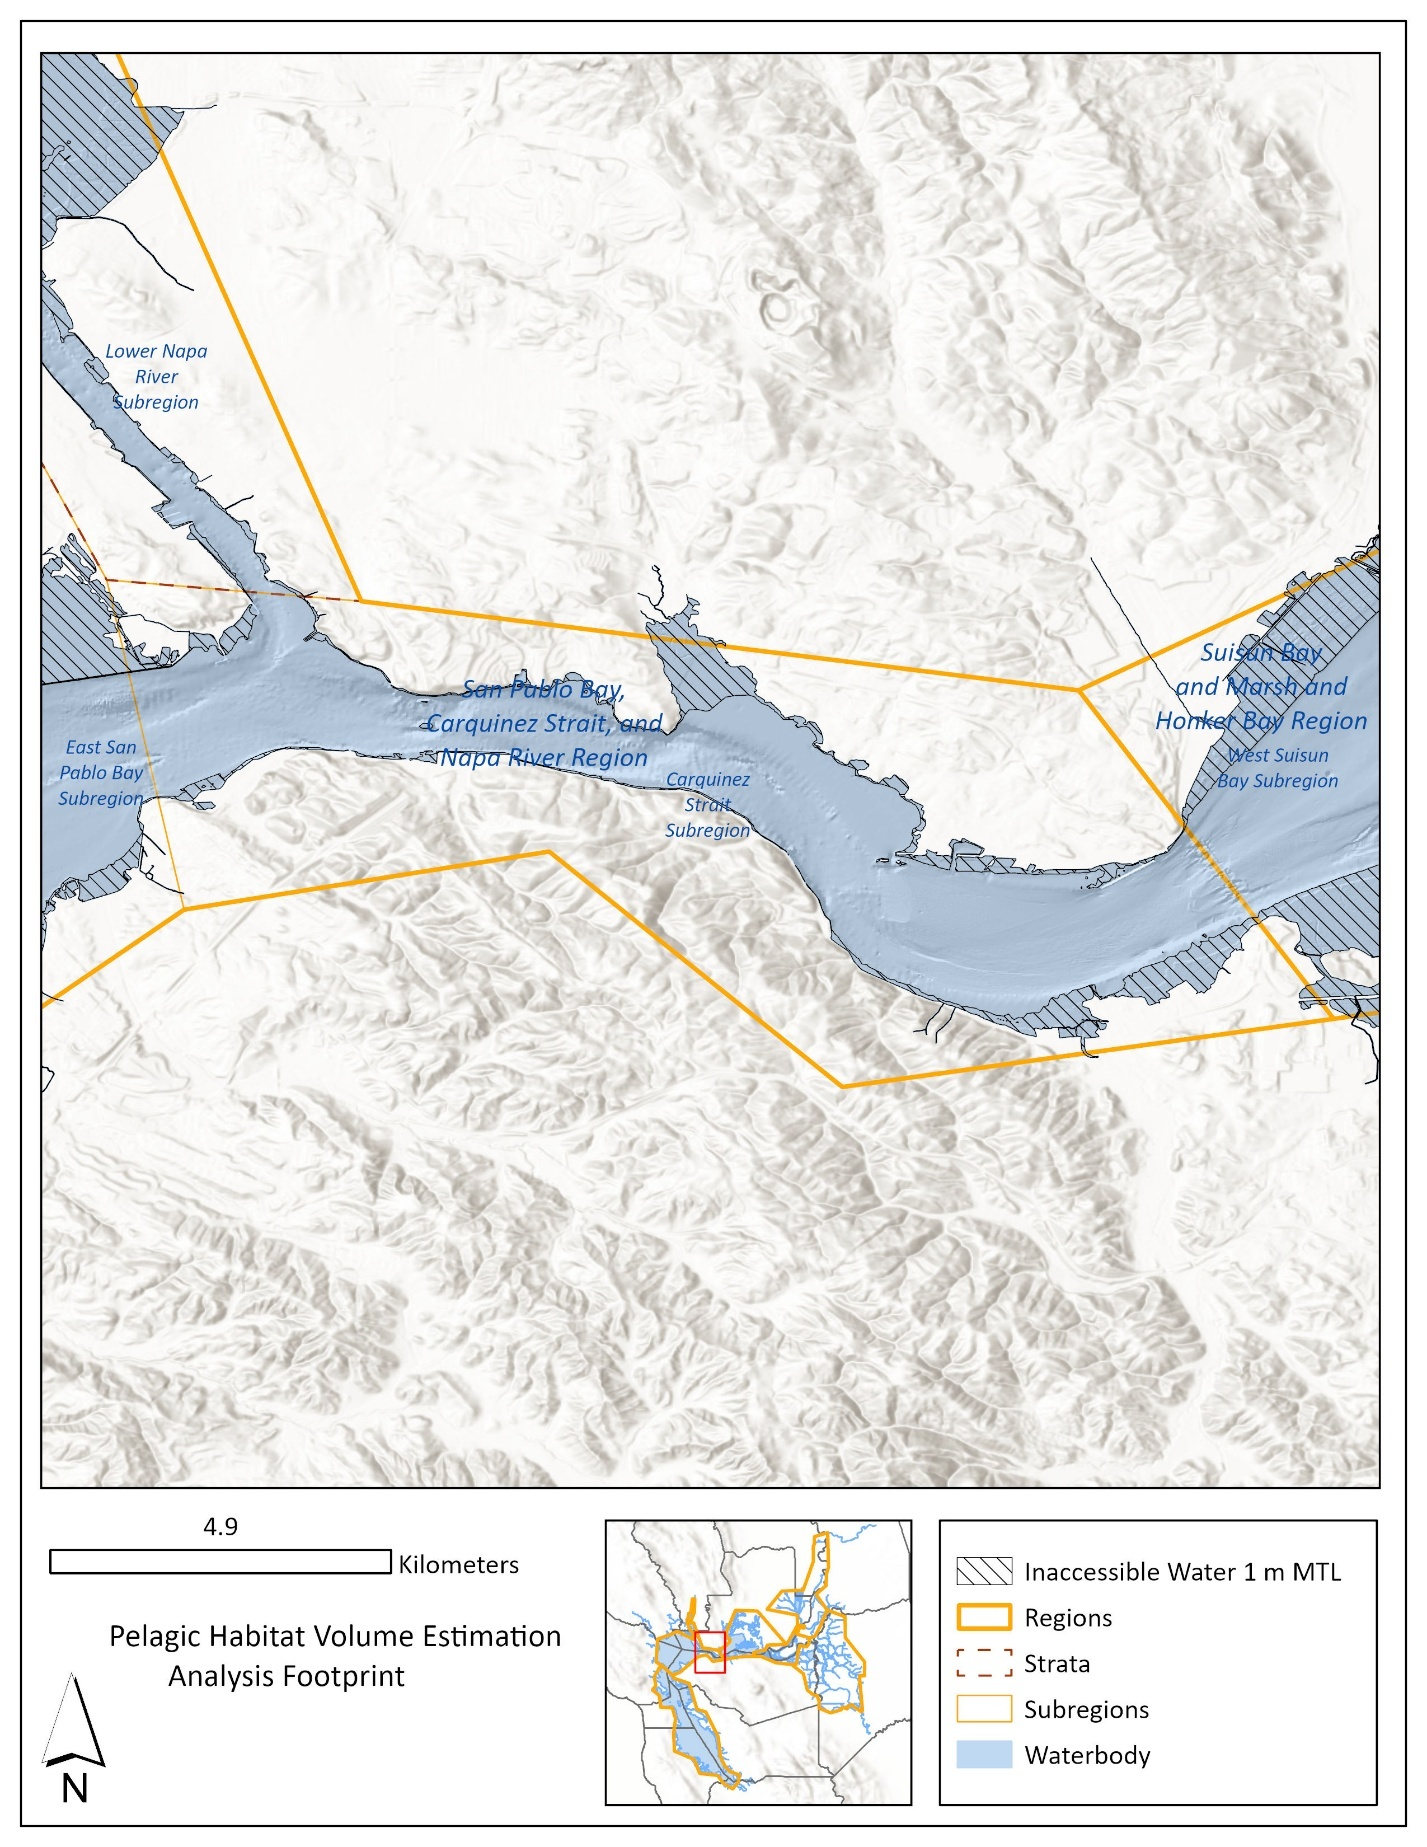 Lower Napa
River
Subregion
Suisun Bay
and Marsh and
Honker Bay Region
San Pablo Bay,
Carquinez Strait, and
Napa River Region
East San
Pablo Bay
Subregion
West Suisun
Bay Subregion
Carquinez
Strait
Subregion
4.9
Kilometers
Pelagic Habitat Volume Estimation
Analysis Footprint
N
Inaccessible Water 1 m MTL
Regions
Strata
Subregions
Waterbody